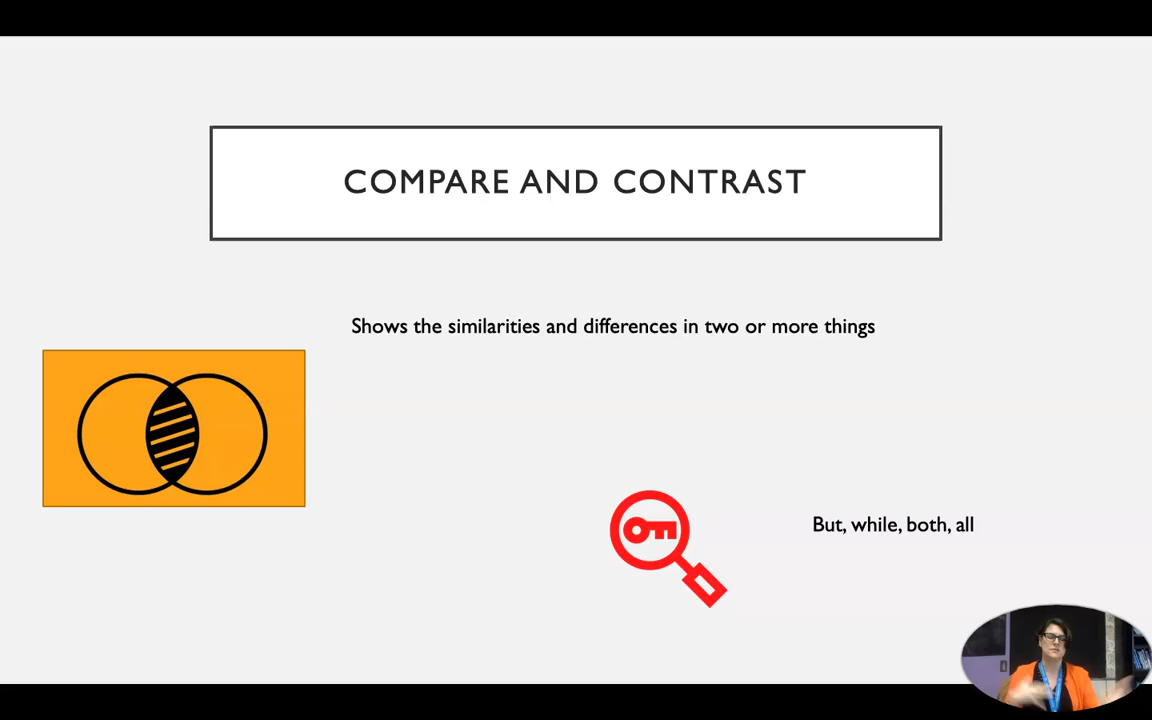 COMPARE AND CONTRAST
Shows the similarities and differences in two or more things
But, while, both, all